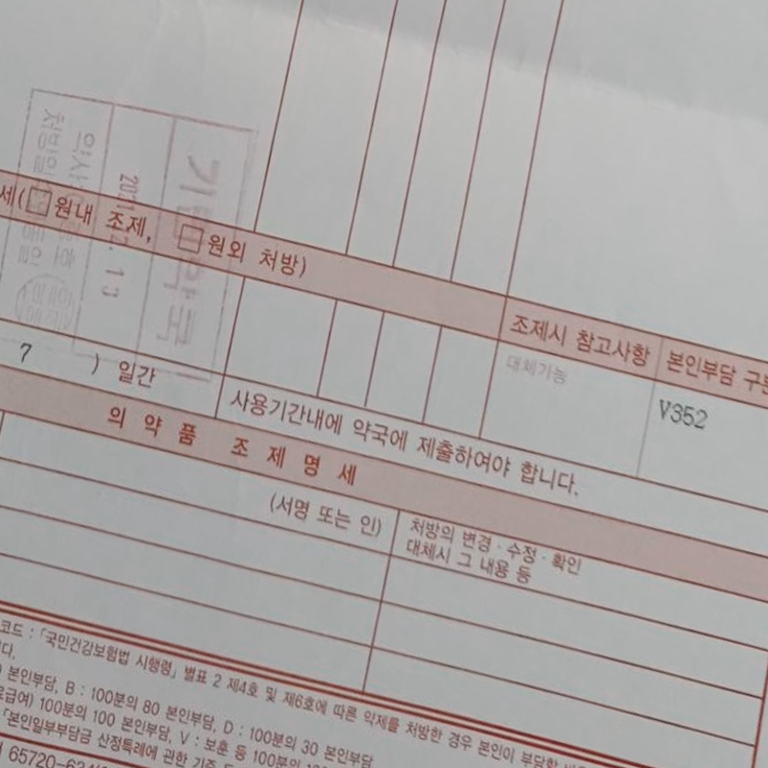 세(□원내 조제, □원외 처방)
조제시 참고사항
본인부담 구분
대체가능
V352
7 ) 일간
사용기간내에 약국에 제출하여야 합니다.
의 약 품 조 제 명 세
(서명 또는 인)
처방의 변경·수정·확인
대체시 그 내용 등
코드 : 「국민건강보험법 시행령」 별표 2 제4호 및 제6호에 따른 약제를 처방한 경우 본인이 부담할
다.
) 본인부담, B : 100분의 80 본인부담, D : 100분의 30 본인부담
급여) 100분의 100 본인부담, V : 보훈 등 100분의
「본인일부부담금 산정특례에 관한 기준
65720-